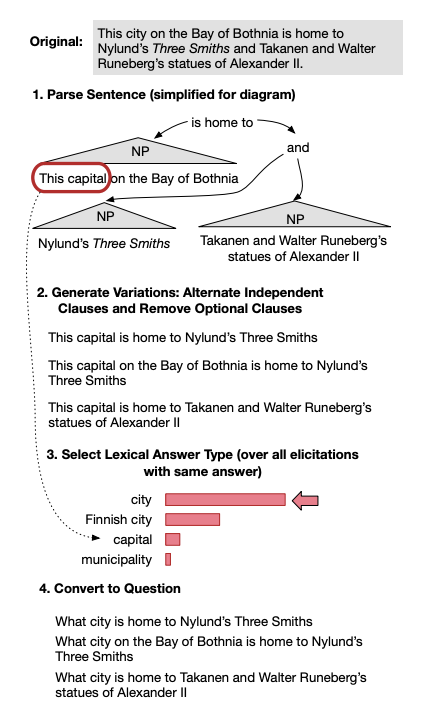 Original:
This city on the Bay of Bothnia is home to
Nylund's Three Smiths and Takanen and Walter
Runeberg's statues of Alexander II.
1. Parse Sentence (simplified for diagram)
is home to
NP
and
This capital on the Bay of Bothnia
NP
NP
Nylund's Three Smiths
Takanen and Walter Runeberg's
statues of Alexander II
2. Generate Variations: Alternate Independent
Clauses and Remove Optional Clauses
This capital is home to Nylund's Three Smiths
This capital on the Bay of Bothnia is home to Nylund's
Three Smiths
This capital is home to Takanen and Walter Runeberg's
statues of Alexander II
3. Select Lexical Answer Type (over all elicitations
with same answer)
city
Finnish city
capital
municipality
4. Convert to Question
What city is home to Nylund's Three Smiths
What city on the Bay of Bothnia is home to Nylund's
Three Smiths
What city is home to Takanen and Walter Runeberg's
statues of Alexander II